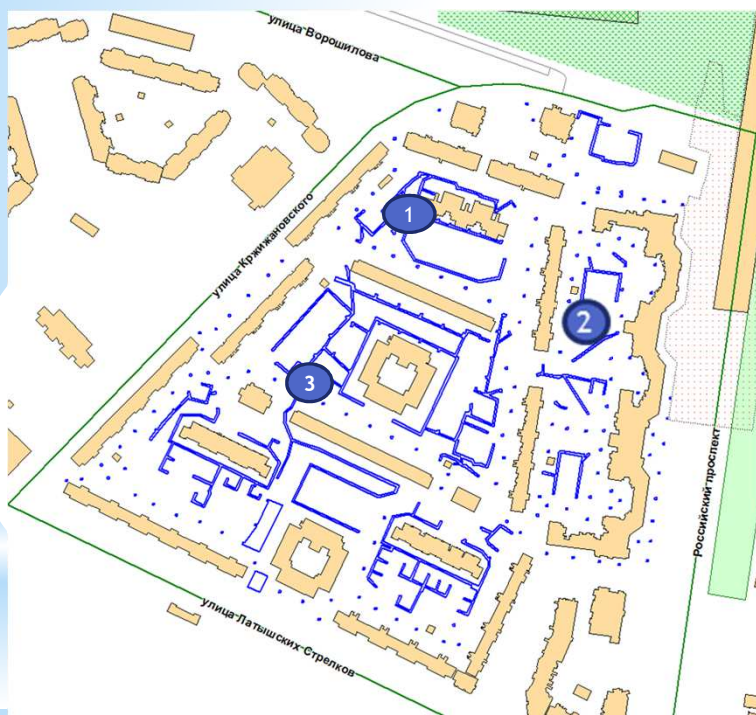 улица Ворошилова
улица Кржижановского
1
2
3
Российский проспект
улица Латышских Стрелков